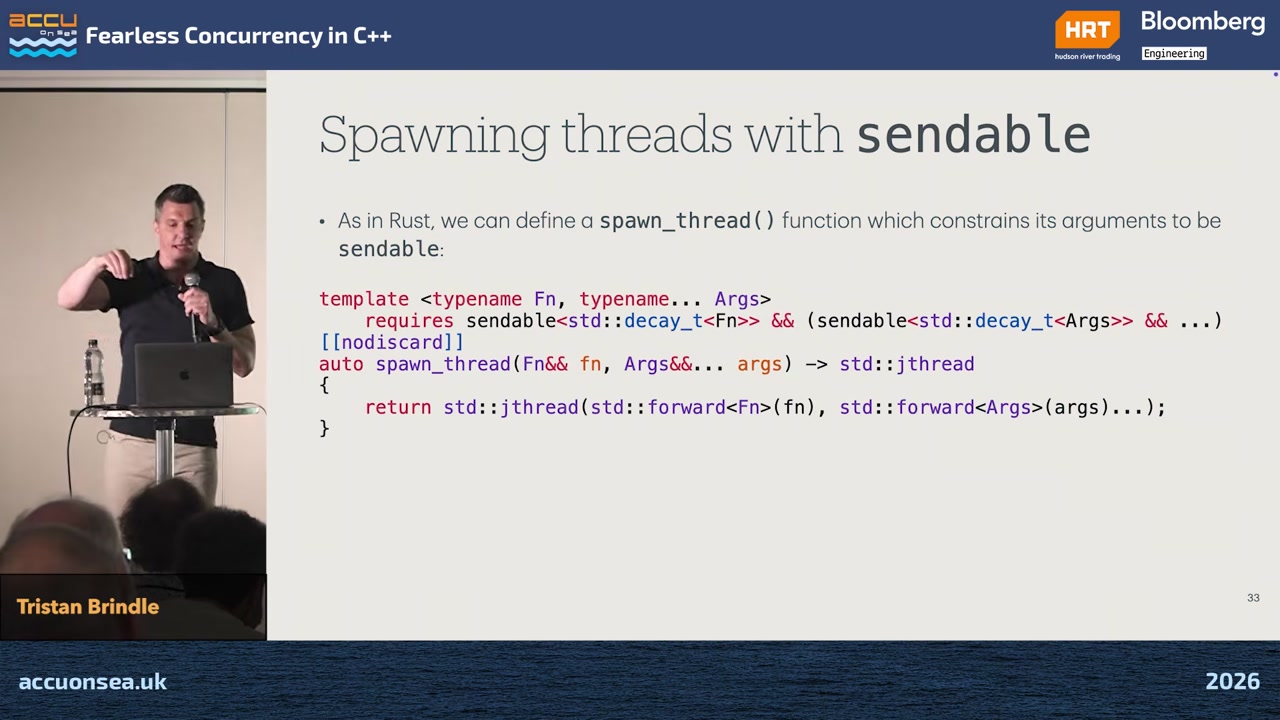 accu
on sea
Fearless Concurrency in C++
HRT
hudson river trading
Bloomberg
Engineering
Spawning threads with sendable
• As in Rust, we can define a spawn_thread() function which constrains its arguments to be
sendable:
template <typename Fn, typename... Args>
    requires sendable<std::decay_t<Fn>> && (sendable<std::decay_t<Args>> && ...)
[[nodiscard]]
auto spawn_thread(Fn&& fn, Args&&... args) -> std::jthread
{
    return std::jthread(std::forward<Fn>(fn), std::forward<Args>(args)...);
}
33
Tristan Brindle
accuonsea.uk
2026